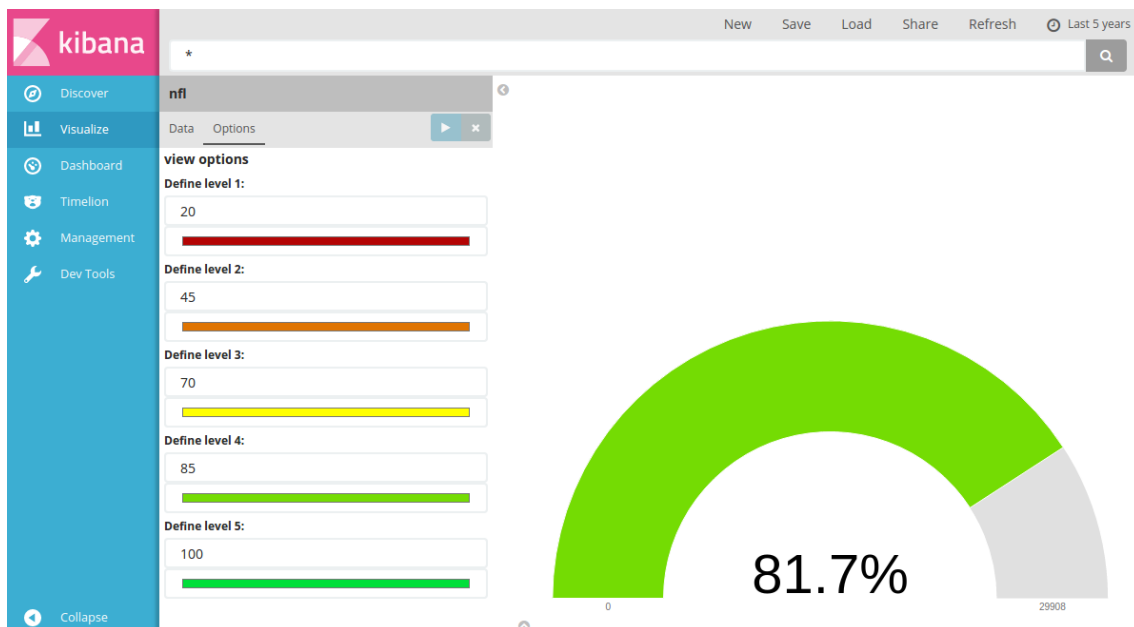 kibana
New Save Load Share Refresh Last 5 years
*
Discover
Visualize
Dashboard
Timelion
Management
Dev Tools
Collapse
nfl
Data Options
view options
Define level 1:
20
Define level 2:
45
Define level 3:
70
Define level 4:
85
Define level 5:
100
81.7%
0 29908